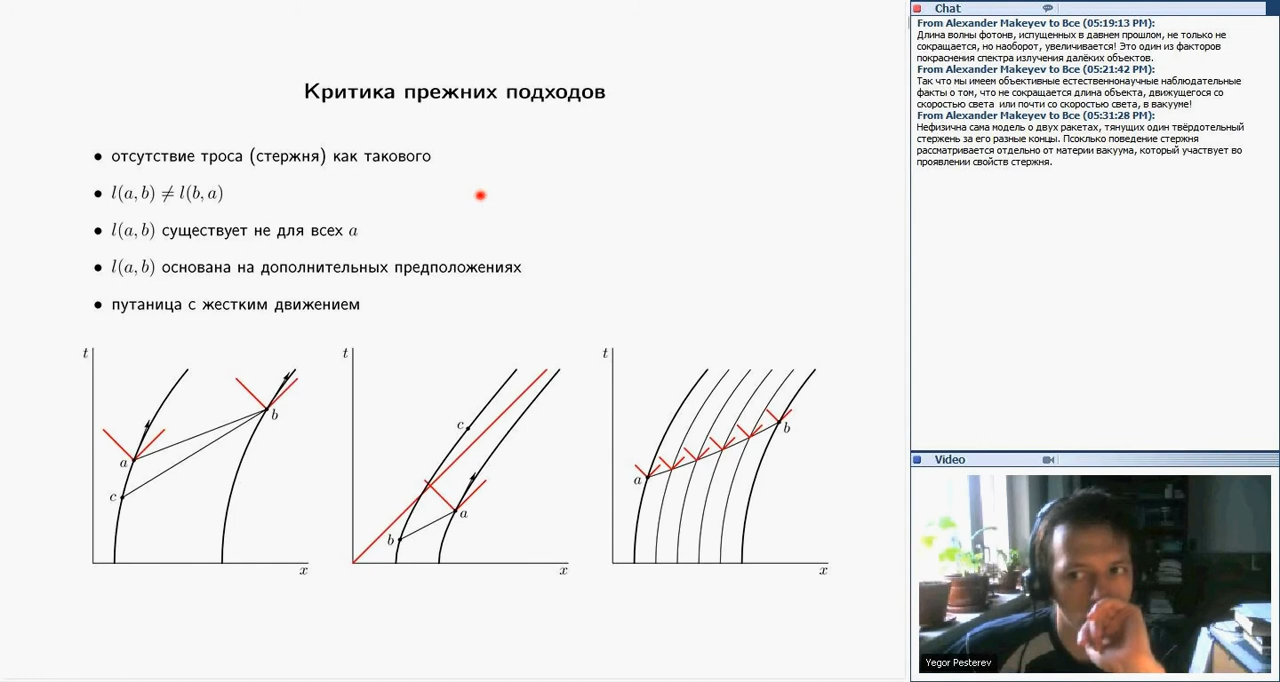 Критика прежних подходов
• отсутствие троса (стержня) как такового
• l(a, b) ≠ l(b, a)
• l(a, b) существует не для всех a
• l(a, b) основана на дополнительных предположениях
• путаница с жестким движением
t
a
b
c
x
t
c
a
b
x
t
a
b
x
Chat
From Alexander Makeyev to Все (05:19:13 PM):
Длина волны фотонв, испущенных в давнем прошлом, не только не
сокращается, но наоборот, увеличивается! Это один из факторов
покраснения спектра излучения далёких объектов.
From Alexander Makeyev to Все (05:21:42 PM):
Так что мы имеем объективные естественнонаучные наблюдательные
факты о том, что не сокращается длина объекта, движущегося со
скоростью света или почти со скоростью света, в вакууме!
From Alexander Makeyev to Все (05:31:28 PM):
Нефизична сама модель о двух ракетах, тянущих один твёрдотельный
стержень за его разные концы. Псоклько поведение стержня
рассматривается отдельно от материи вакуума, который участвует во
проявлении свойств стержня.
Video
Yegor Pesterev